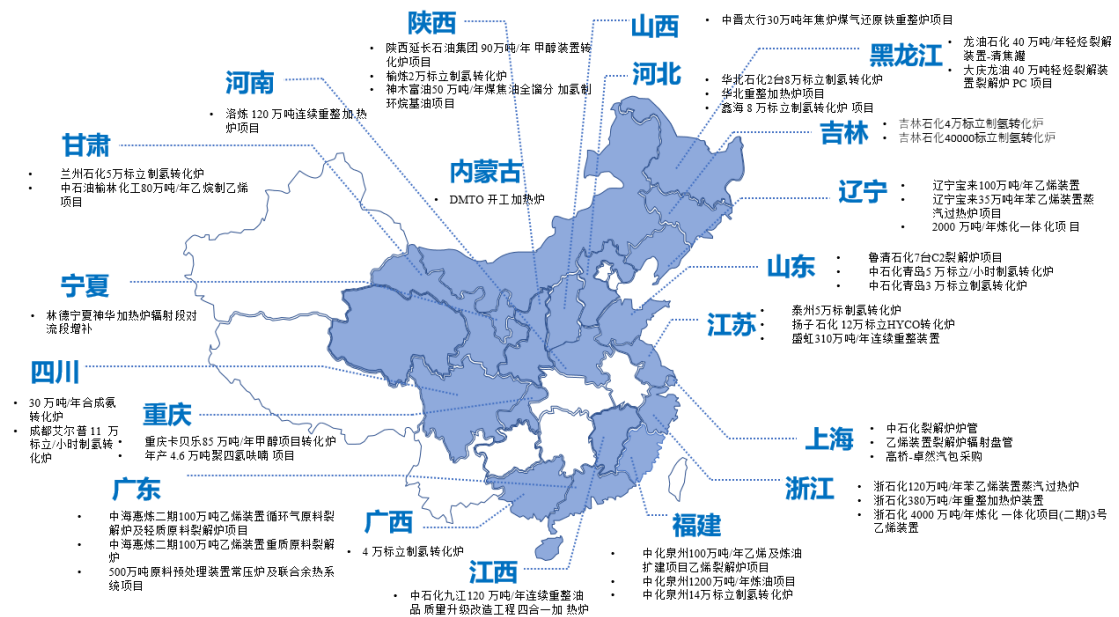 陕西
陕西延长石油集团 90万吨/年 甲醇装置转
化炉项目
榆炼2万标立制氢转化炉
神木富油50 万吨/年煤焦油全馏分 加氢制
环烷基油项目
山西
中晋太行30万吨年焦炉煤气还原铁重整炉项目
黑龙江
龙油石化 40 万吨/年轻烃裂解
装置-清焦罐
大庆龙油 40 万吨轻烃裂解装
置裂解炉 PC 项目
河南
洛炼 120 万吨连续重整加 热
炉项目
河北
华北石化2台8万标立制氢转化炉
华北重整加热炉项目
鑫海 8 万标立制氢转化炉 项目
吉林
吉林石化4万标立制氢转化炉
吉林石化40000标立制氢转化炉
甘肃
兰州石化5万标立制氢转化炉
中石油榆林化工80万吨/年乙烷制乙烯
项目
内蒙古
DMTO 开工加热炉
辽宁
辽宁宝来100万吨/年乙烯装置
辽宁宝来35万吨年苯乙烯装置蒸
汽过热炉项目
2000 万吨/年炼化一体化项目
山东
鲁清石化7台C2裂解炉项目
中石化青岛5 万标立/小时制氢转化炉
中石化青岛3 万标立制氢转化炉
宁夏
林德宁夏神华加热炉辐射段对
流段增补
江苏
泰州5万标制氢转化炉
扬子石化 12万标立HYCO转化炉
盛虹310万吨/年连续重整装置
四川
30 万吨/年合成氨
转化炉
成都艾尔普 11 万
标立/小时制氢转
化炉
重庆
重庆卡贝乐85 万吨/年甲醇项目转化炉
年产 4.6 万吨聚四氢呋喃 项目
上海
中石化裂解炉炉管
乙烯装置裂解炉辐射盘管
高桥-卓然汽包采购
浙江
浙石化120万吨/年苯乙烯装置蒸汽过热炉
浙石化380万吨/年重整加热炉装置
浙石化 4000 万吨/年炼化 一体化项目(二期)3号
乙烯装置
广东
中海惠炼二期100万吨乙烯装置循环气原料裂
解炉及轻质原料裂解炉项目
中海惠炼二期100万吨乙烯装置重质原料裂解
炉
500万吨原料预处理装置常压炉及联合余热系
统项目
广西
4 万标立制氢转化炉
江西
中石化九江120 万吨/年连续重整油
品 质量升级改造工程 四合一加 热炉
福建
中化泉州100万吨/年乙烯及炼油
扩建项目乙烯裂解炉项目
中化泉州1200万吨/年炼油项目
中化泉州14万标立制氢转化炉